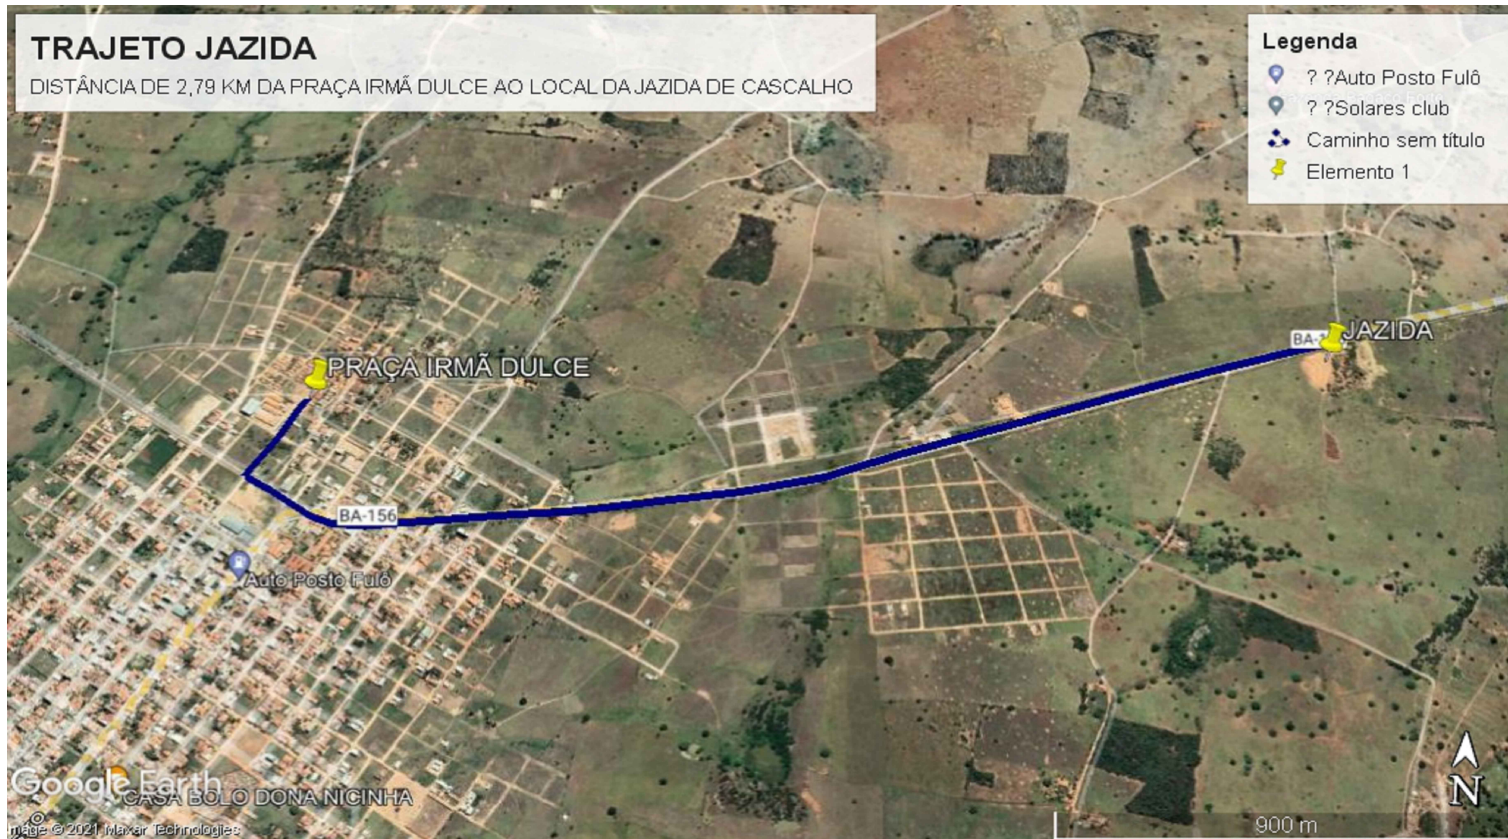 TRAJETO JAZIDA
DISTÂNCIA DE 2,79 KM DA PRAÇA IRMÃ DULCE AO LOCAL DA JAZIDA DE CASCALHO
Legenda
? ?Auto Posto Fulô
? ?Solares club
Caminho sem título
Elemento 1
JAZIDA
PRAÇA IRMÃ DULCE
BA-156
Auto Posto Fulô
Google Earth
CASA BOLO DONA NICINHA
N
900 m
Image © 2021 Maxar Technologies